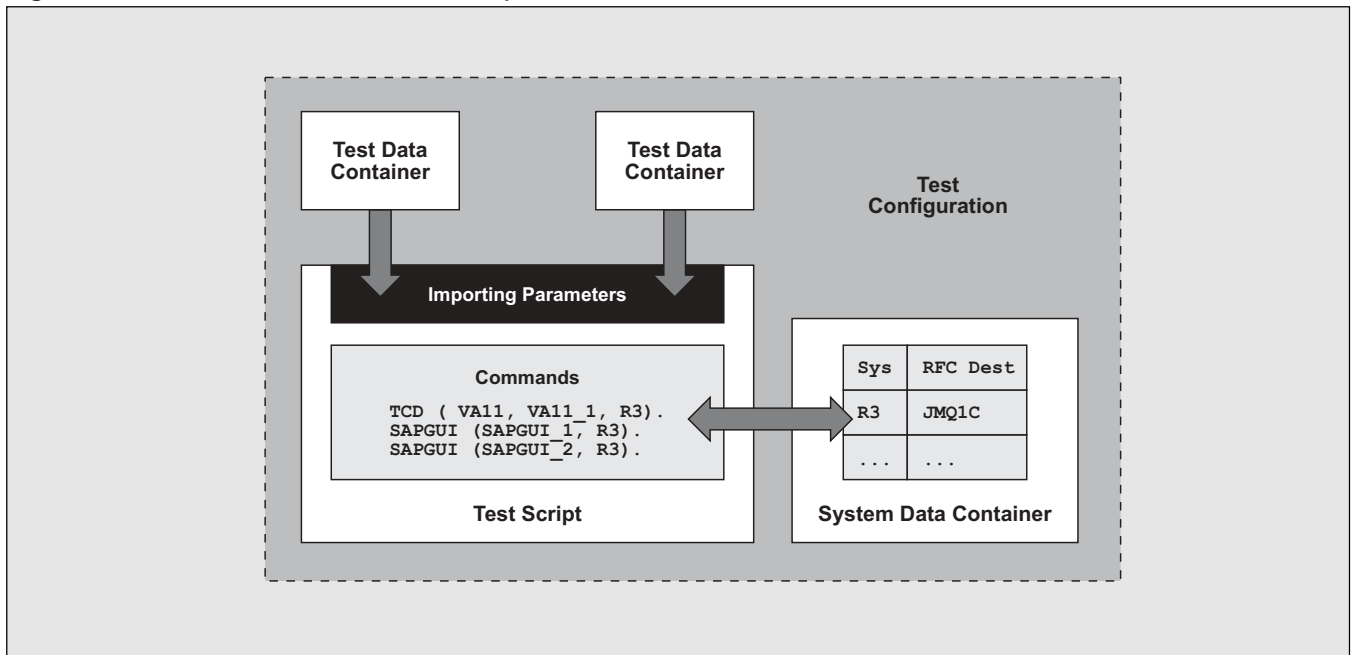 Test Data
Container
Test Data
Container
Test
Configuration
Importing Parameters
Commands
TCD ( VA11, VA11_1, R3).
SAPGUI (SAPGUI_1, R3).
SAPGUI (SAPGUI_2, R3).
Test Script
Sys RFC Dest
R3 JMQ1C
... ...
System Data Container